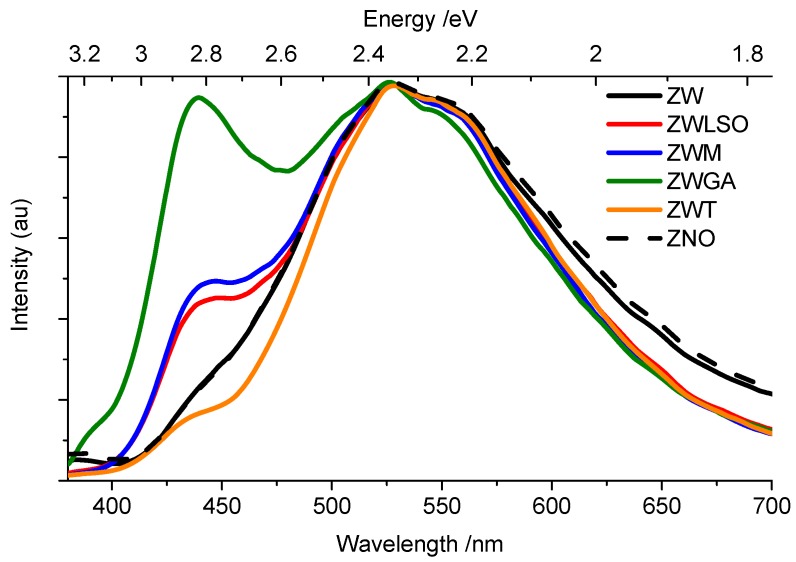 Energy /eV
3.2 3 2.8 2.6 2.4 2.2 2 1.8
ZW
ZWLSO
ZWM
ZWGA
ZWT
ZNO
Intensity (au)
400 450 500 550 600 650 700
Wavelength /nm